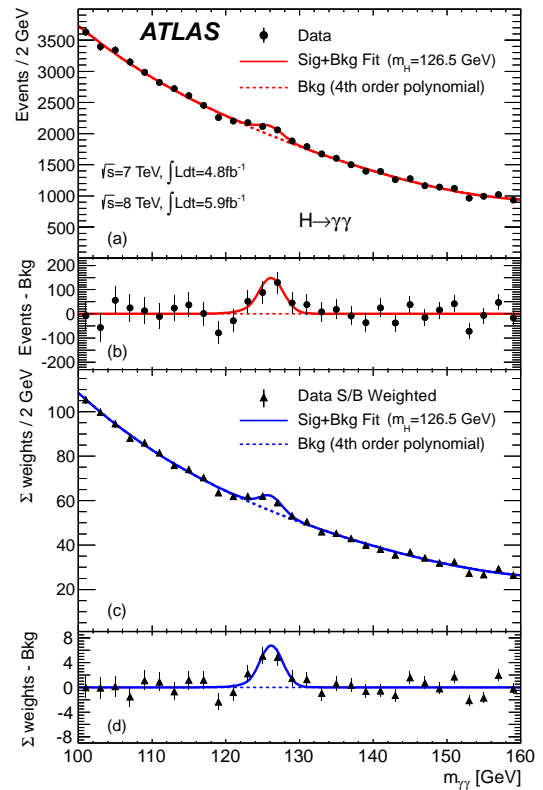 ATLAS
Events / 2 GeV
3500
3000
2500
2000
1500
1000
500
Data
Sig+Bkg Fit (m_H=126.5 GeV)
Bkg (4th order polynomial)
√s=7 TeV, ∫Ldt=4.8fb⁻¹
√s=8 TeV, ∫Ldt=5.9fb⁻¹
H→γγ
(a)
Events - Bkg
200
100
0
-100
-200
(b)
Σ weights / 2 GeV
100
80
60
40
20
Data S/B Weighted
Sig+Bkg Fit (m_H=126.5 GeV)
Bkg (4th order polynomial)
(c)
Σ weights - Bkg
8
4
0
-4
-8
(d)
100 110 120 130 140 150 160
m_γγ [GeV]